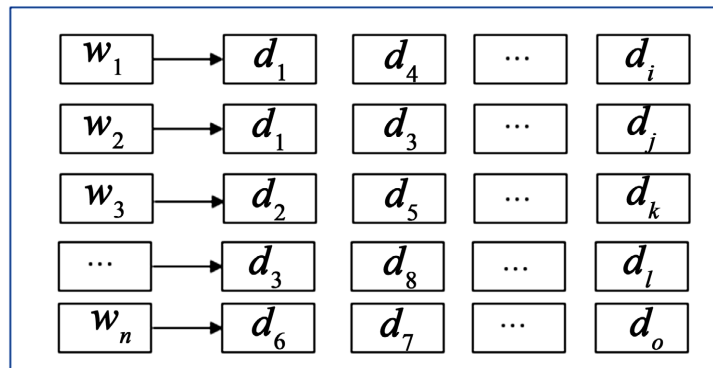 w₁ d₁ d₄ ... dᵢ
w₂ d₁ d₃ ... dⱼ
w₃ d₂ d₅ ... dₖ
... d₃ d₈ ... dₗ
wₙ d₆ d₇ ... dₒ